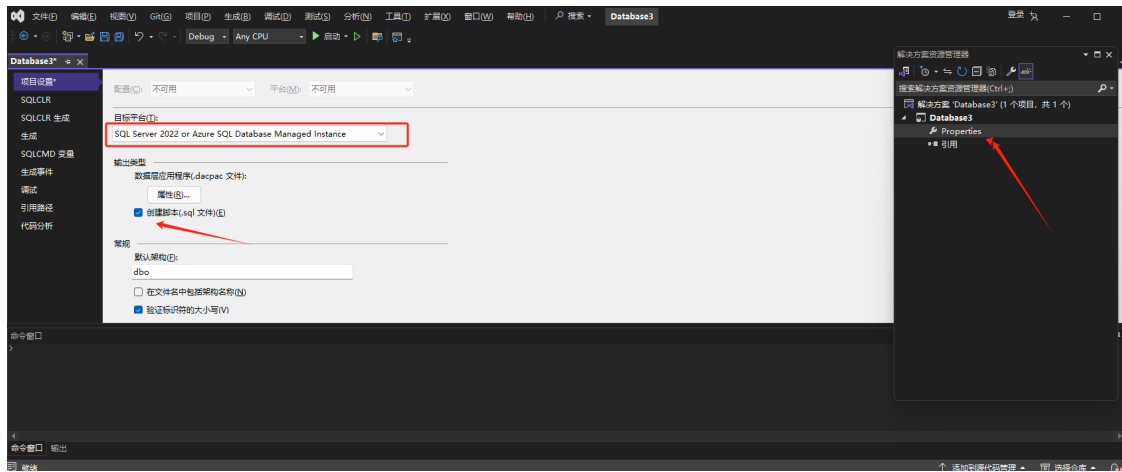 文件(F) 编辑(E) 视图(V) Git(G) 项目(P) 生成(B) 调试(D) 测试(S) 分析(N) 工具(T) 扩展(X) 窗口(W) 帮助(H) 搜索 Database3 登录
Debug Any CPU 启动
Database3*
项目设置*
SQLCLR
SQLCLR 生成
生成
SQLCMD 变量
生成事件
调试
引用路径
代码分析
配置(C): 不可用 平台(M): 不可用
目标平台(T):
SQL Server 2022 or Azure SQL Database Managed Instance
输出类型
数据层应用程序(.dacpac 文件):
属性(R)...
创建脚本(.sql 文件)(E)
常规
默认架构(F):
dbo
在文件名中包括架构名称(N)
验证标识符的大小写(V)
解决方案资源管理器
搜索解决方案资源管理器(Ctrl+;)
解决方案 'Database3' (1 个项目，共 1 个)
Database3
Properties
引用
命令窗口
>
命令窗口 输出
就绪 添加到源代码管理 选择仓库